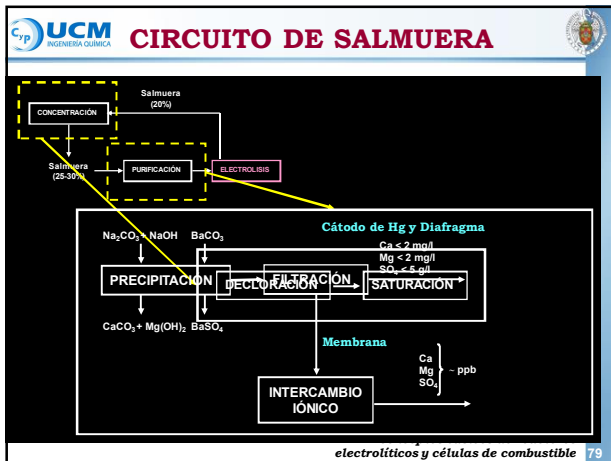 CyP UCM
INGENIERÍA QUÍMICA
CIRCUITO DE SALMUERA
Salmuera
(20%)
CONCENTRACIÓN
Salmuera
(25-30%)
PURIFICACIÓN
ELECTROLISIS
Cátodo de Hg y Diafragma
Na₂CO₃+ NaOH BaCO₃
Ca < 2 mg/l
Mg < 2 mg/l
SO₄ < 5 g/l
PRECIPITACIÓN
FILTRACIÓN
DECLORACIÓN
SATURACIÓN
CaCO₃+ Mg(OH)₂ BaSO₄
Membrana
Ca
Mg
SO₄
~ ppb
INTERCAMBIO
IÓNICO
electrolíticos y células de combustible 79